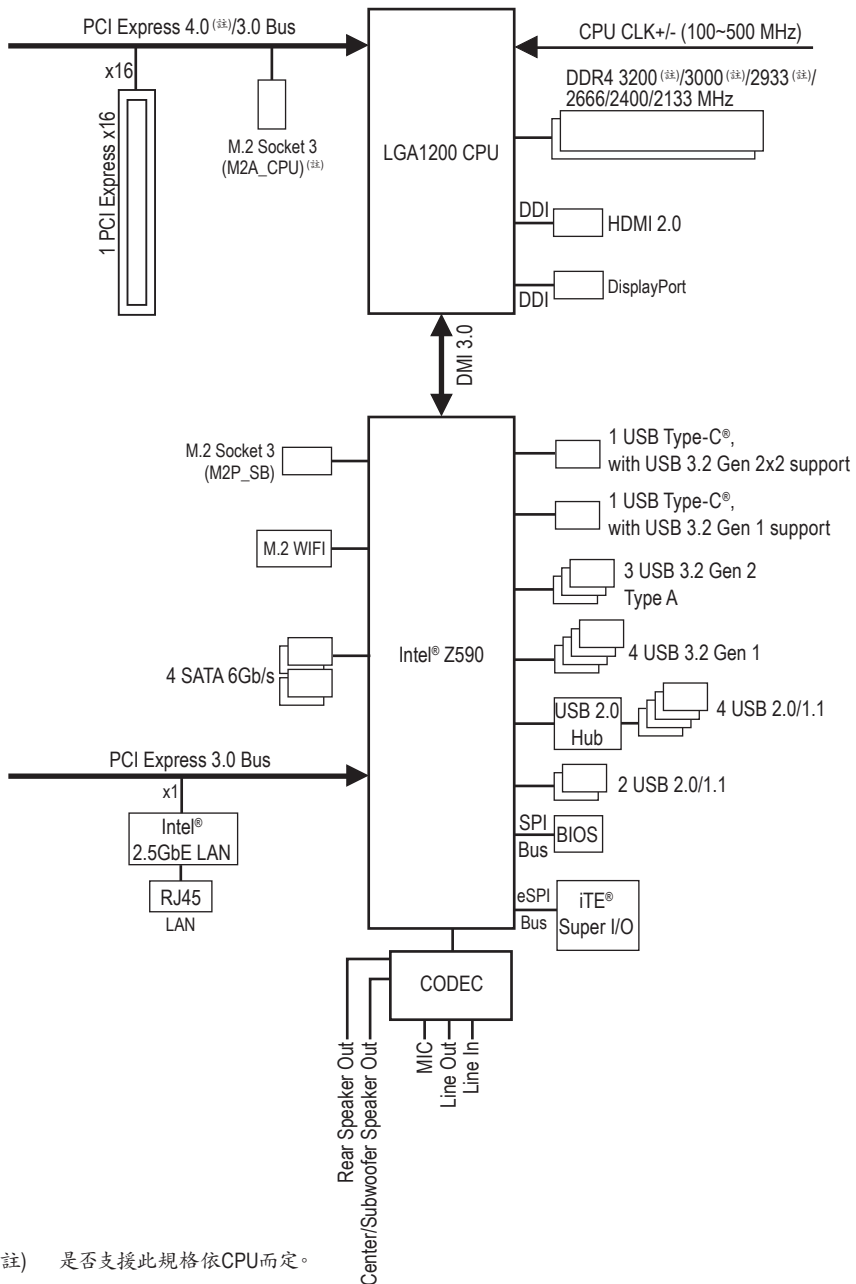 PCI Express 4.0(註)/3.0 Bus
CPU CLK+/- (100~500 MHz)
x16
1 PCI Express x16
M.2 Socket 3
(M2A_CPU)(註)
LGA1200 CPU
DDR4 3200(註)/3000(註)/2933(註)/
2666/2400/2133 MHz
DDI
HDMI 2.0
DDI
DisplayPort
DMI 3.0
M.2 Socket 3
(M2P_SB)
M.2 WIFI
4 SATA 6Gb/s
Intel® Z590
1 USB Type-C®,
with USB 3.2 Gen 2x2 support
1 USB Type-C®,
with USB 3.2 Gen 1 support
3 USB 3.2 Gen 2
Type A
4 USB 3.2 Gen 1
USB 2.0
Hub
4 USB 2.0/1.1
2 USB 2.0/1.1
PCI Express 3.0 Bus
x1
Intel®
2.5GbE LAN
RJ45
LAN
SPI
Bus
BIOS
eSPI
Bus
iTE®
Super I/O
CODEC
Rear Speaker Out
Center/Subwoofer Speaker Out
MIC
Line Out
Line In
註) 是否支援此規格依CPU而定。